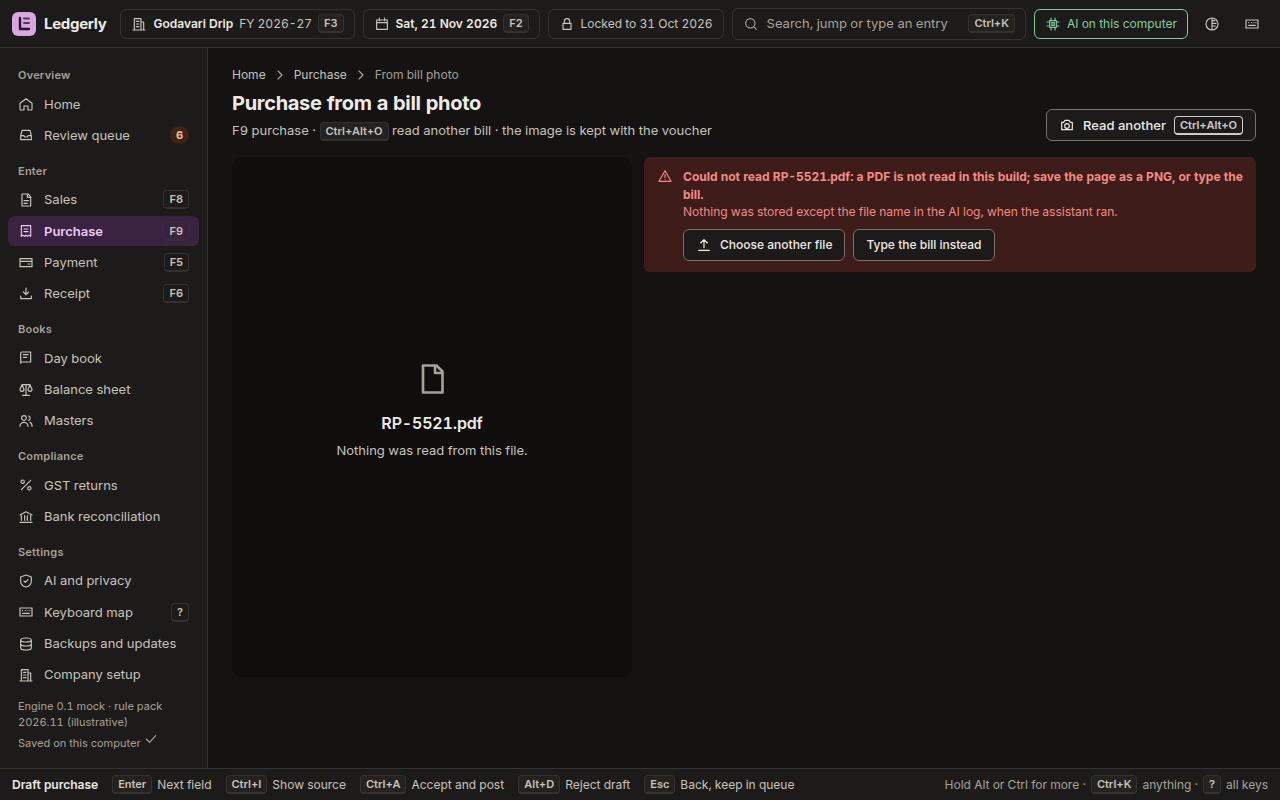 Ledgerly
Godavari Drip FY 2026-27 F3
Sat, 21 Nov 2026 F2
Locked to 31 Oct 2026
Search, jump or type an entry Ctrl+K
AI on this computer
Overview
Home
Review queue 6
Enter
Sales F8
Purchase F9
Payment F5
Receipt F6
Books
Day book
Balance sheet
Masters
Compliance
GST returns
Bank reconciliation
Settings
AI and privacy
Keyboard map ?
Backups and updates
Company setup
Engine 0.1 mock · rule pack
2026.11 (illustrative)
Saved on this computer
Home > Purchase > From bill photo
Purchase from a bill photo
F9 purchase · Ctrl+Alt+O read another bill · the image is kept with the voucher
Read another Ctrl+Alt+O
RP-5521.pdf
Nothing was read from this file.
Could not read RP-5521.pdf: a PDF is not read in this build; save the page as a PNG, or type the
bill.
Nothing was stored except the file name in the AI log, when the assistant ran.
Choose another file
Type the bill instead
Draft purchase Enter Next field Ctrl+I Show source Ctrl+A Accept and post Alt+D Reject draft Esc Back, keep in queue
Hold Alt or Ctrl for more · Ctrl+K anything · ? all keys